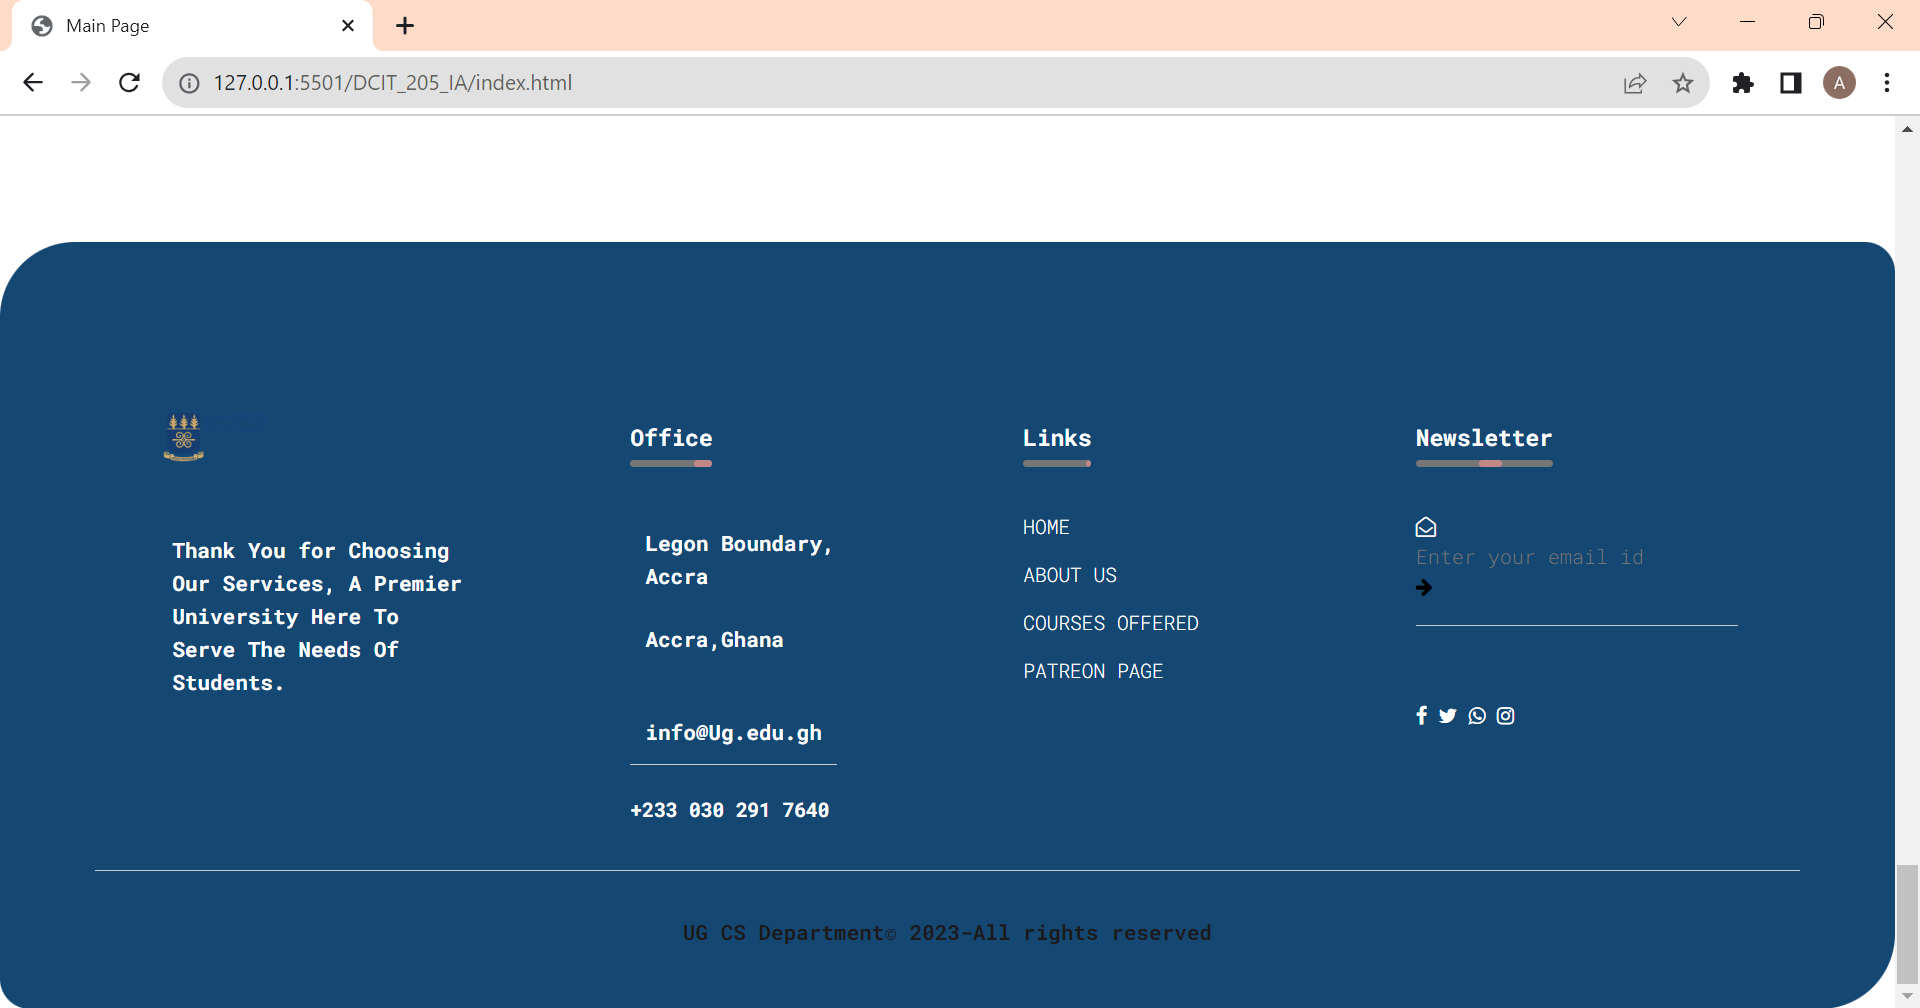 Main Page
127.0.0.1:5501/DCIT_205_IA/index.html
A
Thank You for Choosing
Our Services, A Premier
University Here To
Serve The Needs Of
Students.
Office
Legon Boundary,
Accra
Accra,Ghana
info@Ug.edu.gh
+233 030 291 7640
Links
HOME
ABOUT US
COURSES OFFERED
PATREON PAGE
Newsletter
Enter your email id
UG CS Department© 2023-All rights reserved